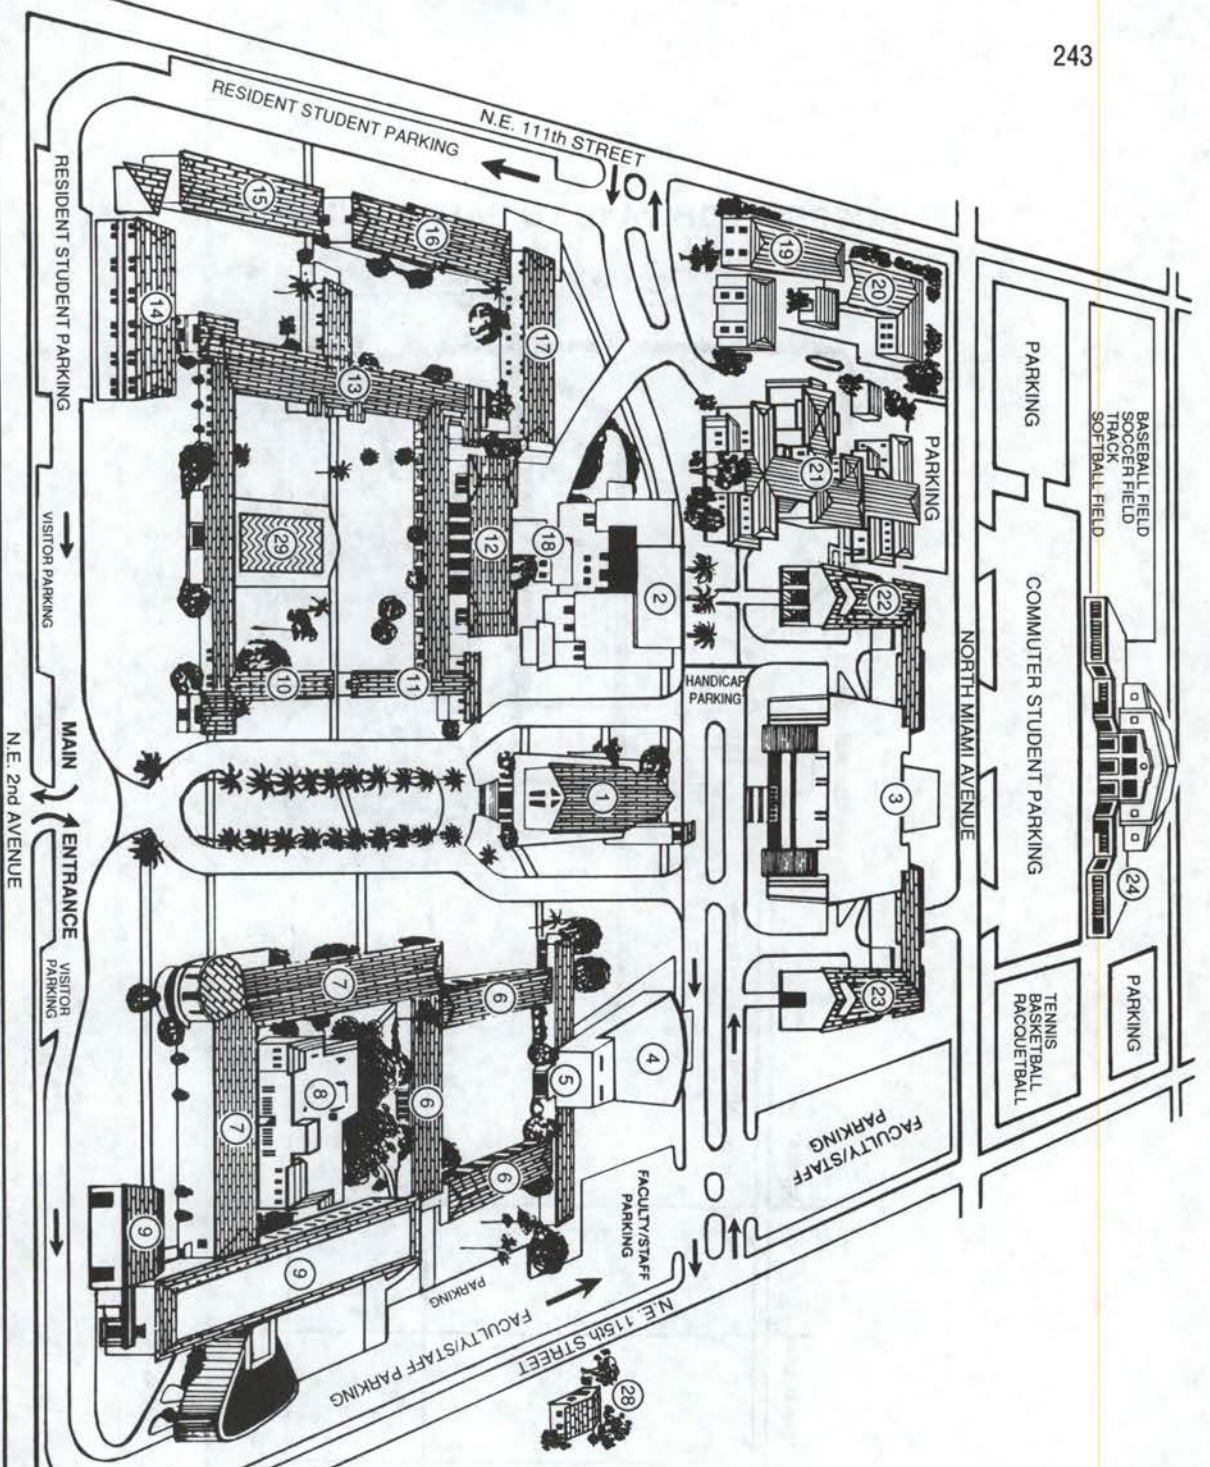 243
N.E. 111th STREET
RESIDENT STUDENT PARKING
RESIDENT STUDENT PARKING
15
16
14
17
13
19
20
PARKING
BASEBALL FIELD
SOCCER FIELD
TRACK
SOFTBALL FIELD
PARKING
21
12
18
2
29
VISITOR PARKING
22
COMMUTER STUDENT PARKING
NORTH MIAMI AVENUE
HANDICAP
PARKING
10
11
MAIN
ENTRANCE
N.E. 2nd AVENUE
1
3
24
VISITOR
PARKING
7
6
4
5
23
PARKING
TENNIS
BASKETBALL
RACQUETBALL
8
7
6
6
FACULTY/STAFF
PARKING
FACULTY/STAFF
PARKING
9
9
PARKING
FACULTY/STAFF PARKING
N.E. 115th STREET
28